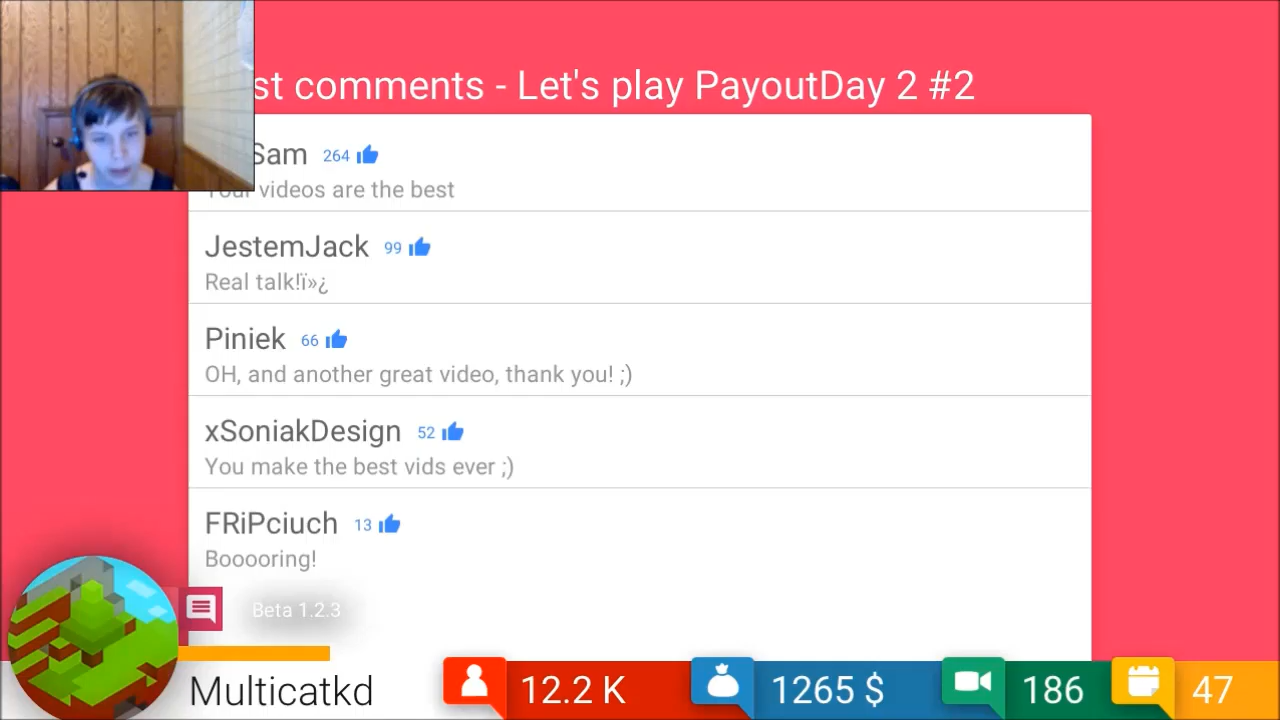 st comments - Let's play PayoutDay 2 #2
Sam 264
Your videos are the best
JestemJack 99
Real talk!ï»¿
Piniek 66
OH, and another great video, thank you! ;)
xSoniakDesign 52
You make the best vids ever ;)
FRiPciuch 13
Booooring!
Beta 1.2.3
Multicatkd
12.2 K
1265 $
186
47